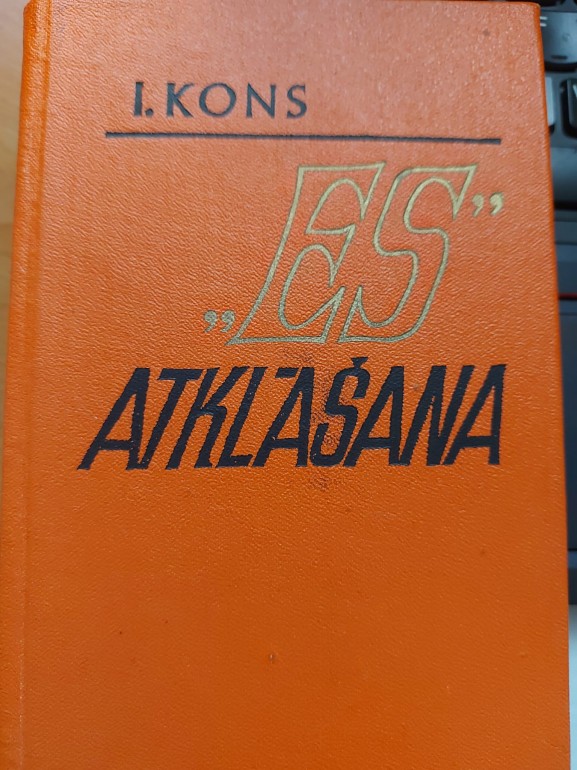 I. KONS
„ES”
ATKLĀŠANA